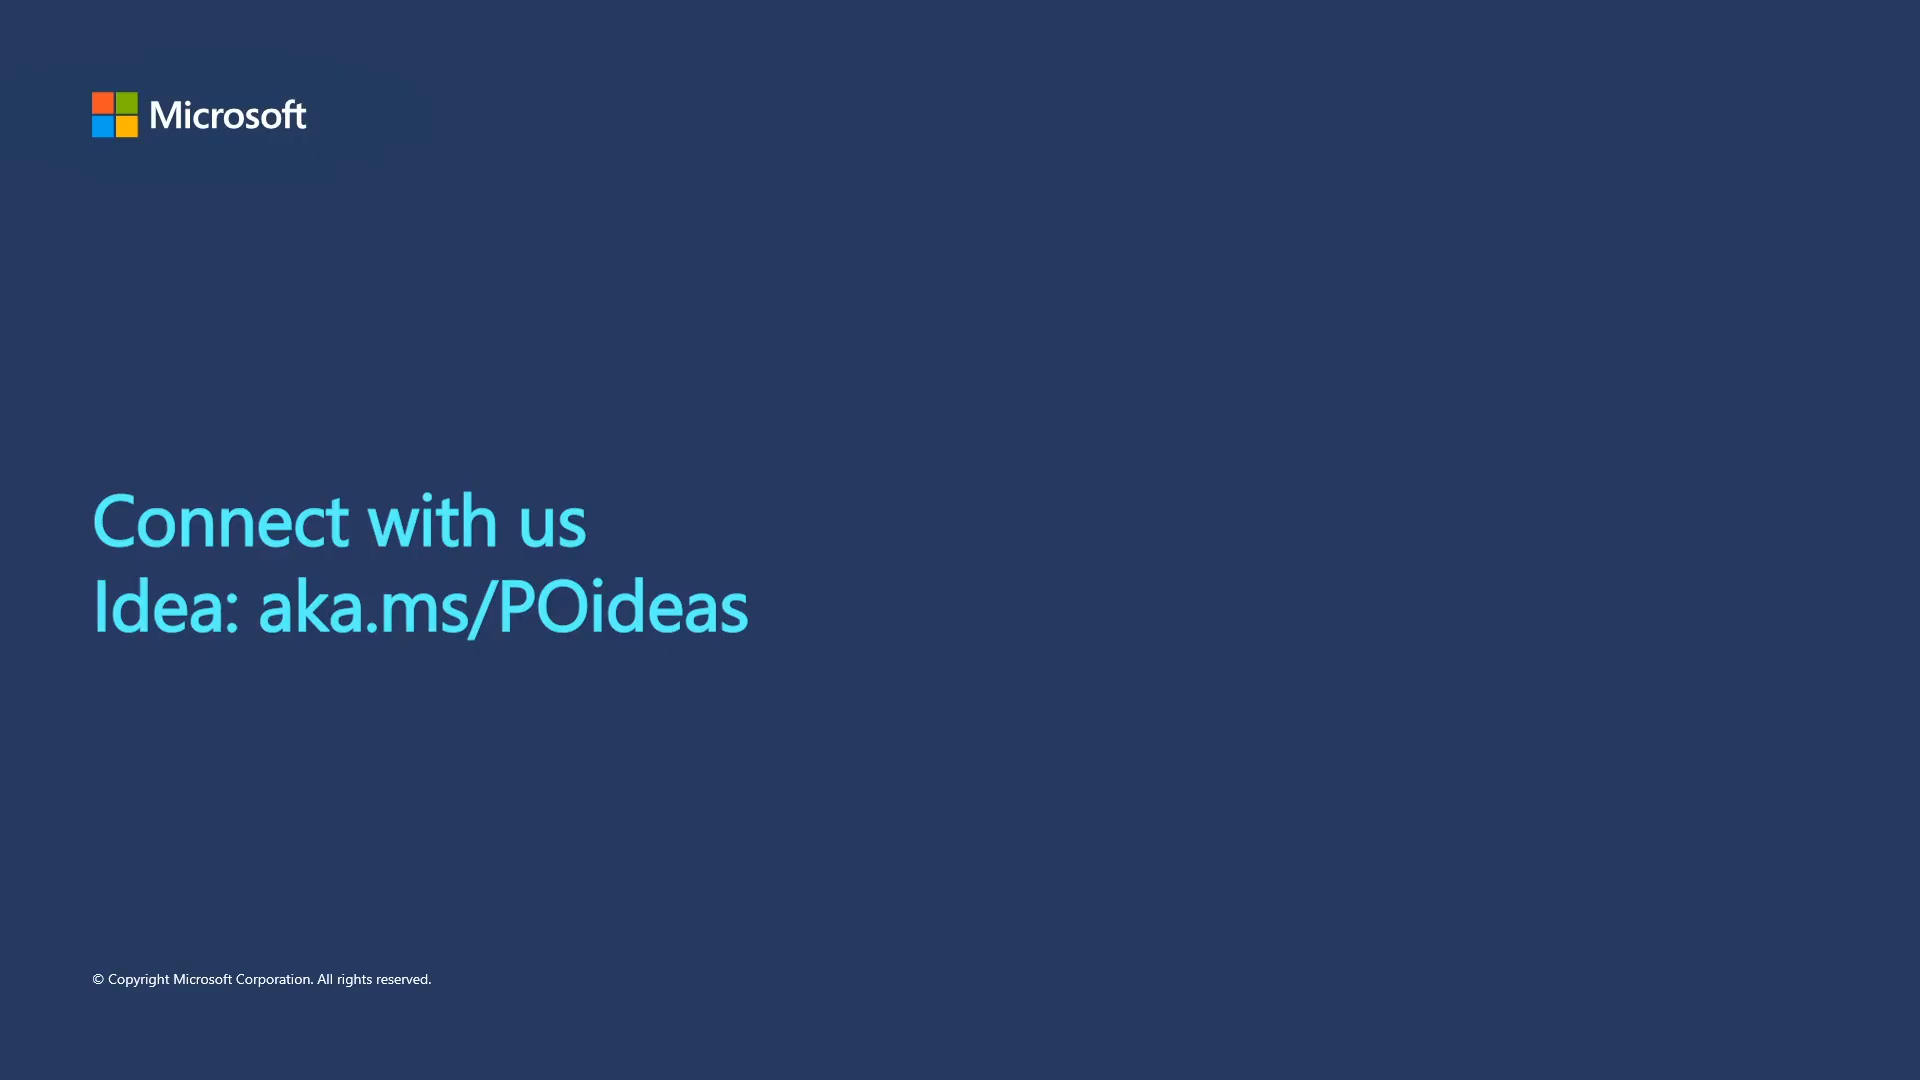 Microsoft
Connect with us
Idea: aka.ms/POideas
© Copyright Microsoft Corporation. All rights reserved.